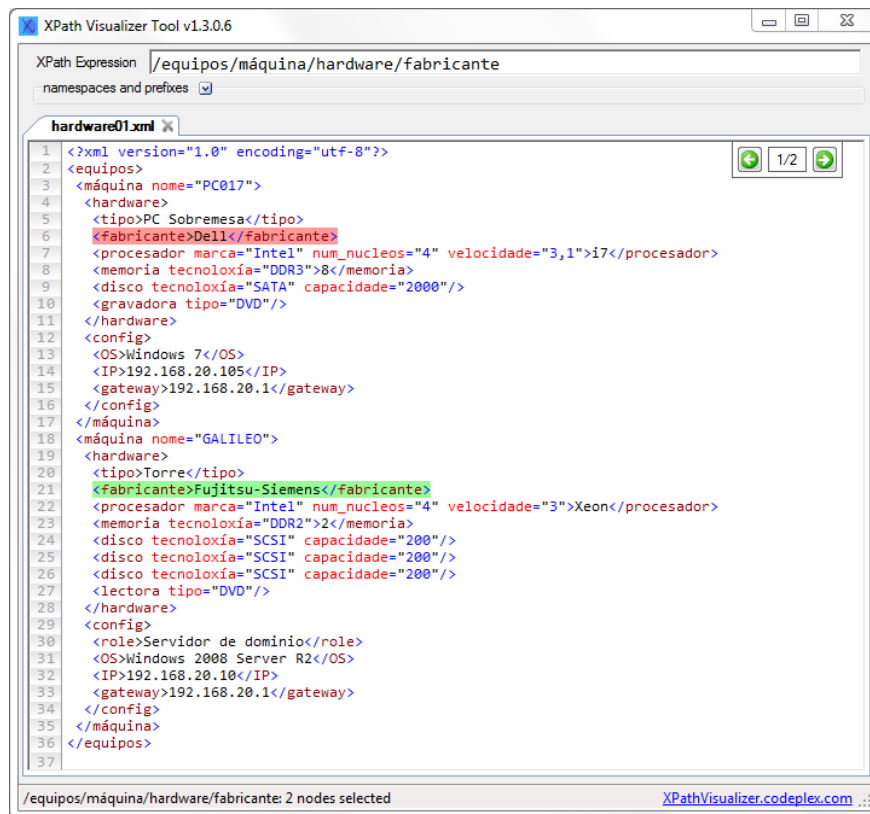 XPath Visualizer Tool v1.3.0.6
XPath Expression /equipos/máquina/hardware/fabricante
namespaces and prefixes
hardware01.xml
1/2
1 <?xml version="1.0" encoding="utf-8"?>
2 <equipos>
3 <máquina nome="PC017">
4 <hardware>
5 <tipo>PC Sobremesa</tipo>
6 <fabricante>Dell</fabricante>
7 <procesador marca="Intel" num_nucleos="4" velocidade="3,1">i7</procesador>
8 <memoria tecnoloxía="DDR3">8</memoria>
9 <disco tecnoloxía="SATA" capacidade="2000"/>
10 <gravadora tipo="DVD"/>
11 </hardware>
12 <config>
13 <OS>Windows 7</OS>
14 <IP>192.168.20.105</IP>
15 <gateway>192.168.20.1</gateway>
16 </config>
17 </máquina>
18 <máquina nome="GALILEO">
19 <hardware>
20 <tipo>Torre</tipo>
21 <fabricante>Fujitsu-Siemens</fabricante>
22 <procesador marca="Intel" num_nucleos="4" velocidade="3">Xeon</procesador>
23 <memoria tecnoloxía="DDR2">2</memoria>
24 <disco tecnoloxía="SCSI" capacidade="200"/>
25 <disco tecnoloxía="SCSI" capacidade="200"/>
26 <disco tecnoloxía="SCSI" capacidade="200"/>
27 <lectora tipo="DVD"/>
28 </hardware>
29 <config>
30 <role>Servidor de dominio</role>
31 <OS>Windows 2008 Server R2</OS>
32 <IP>192.168.20.10</IP>
33 <gateway>192.168.20.1</gateway>
34 </config>
35 </máquina>
36 </equipos>
37
/equipos/máquina/hardware/fabricante: 2 nodes selected XPathVisualizer.codeplex.com